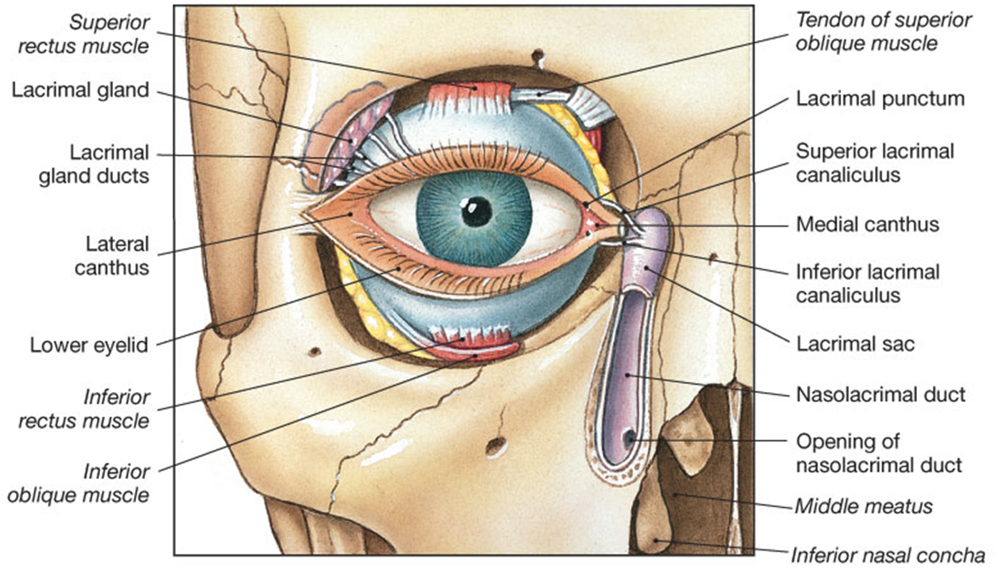 Superior
rectus muscle
Lacrimal gland
Lacrimal
gland ducts
Lateral
canthus
Lower eyelid
Inferior
rectus muscle
Inferior
oblique muscle
Tendon of superior
oblique muscle
Lacrimal punctum
Superior lacrimal
canaliculus
Medial canthus
Inferior lacrimal
canaliculus
Lacrimal sac
Nasolacrimal duct
Opening of
nasolacrimal duct
Middle meatus
Inferior nasal concha